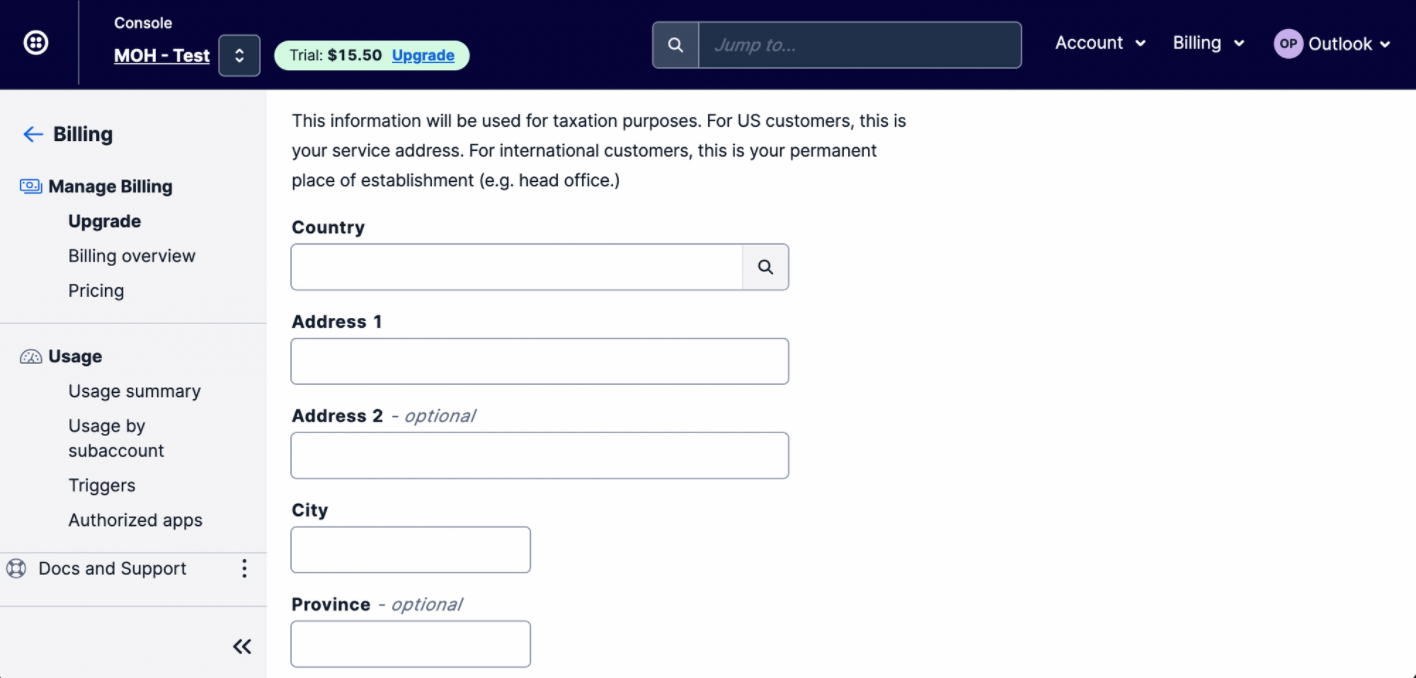 Console
MOH - Test
Trial: $15.50 Upgrade
Jump to...
Account
Billing
OP Outlook
Billing
Manage Billing
Upgrade
Billing overview
Pricing
Usage
Usage summary
Usage by
subaccount
Triggers
Authorized apps
Docs and Support
This information will be used for taxation purposes. For US customers, this is
your service address. For international customers, this is your permanent
place of establishment (e.g. head office.)
Country
Address 1
Address 2 - optional
City
Province - optional